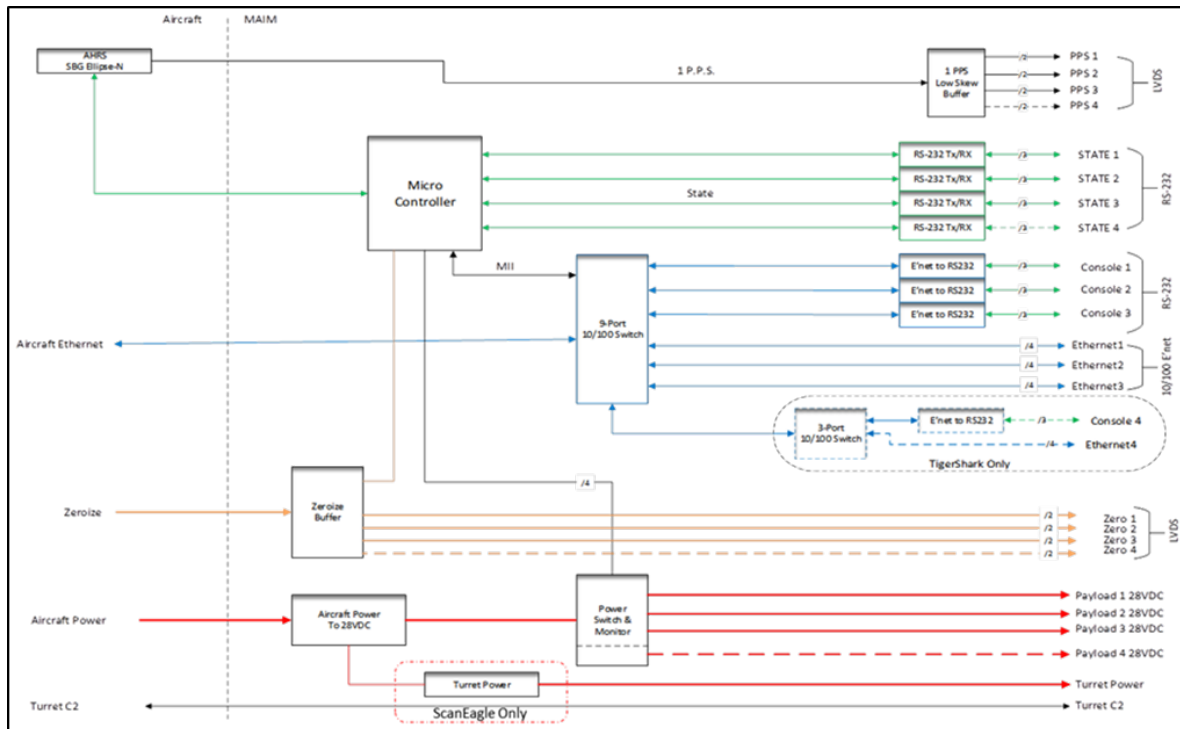 Aircraft
MAIM
AHRS
SBG Ellipse-N
1 P.P.S.
1 PPS
Low Skew
Buffer
/2
PPS 1
/2
PPS 2
/2
PPS 3
/2
PPS 4
LVDS
Micro
Controller
State
RS-232 Tx/RX
/3
STATE 1
RS-232 Tx/RX
/3
STATE 2
RS-232 Tx/RX
/3
STATE 3
RS-232 Tx/RX
/3
STATE 4
RS-232
MII
9-Port
10/100 Switch
E'net to RS232
/3
Console 1
E'net to RS232
/3
Console 2
E'net to RS232
/3
Console 3
RS-232
Aircraft Ethernet
/4
Ethernet1
/4
Ethernet2
/4
Ethernet3
10/100 E'net
3-Port
10/100 Switch
E'net to RS232
/3
Console 4
/4
Ethernet4
TigerShark Only
/4
Zeroize
Zeroize
Buffer
/2
Zero 1
/2
Zero 2
/2
Zero 3
/2
Zero 4
LVDS
Aircraft Power
Aircraft Power
To 28VDC
Power
Switch &
Monitor
Payload 1 28VDC
Payload 2 28VDC
Payload 3 28VDC
Payload 4 28VDC
Turret Power
Turret Power
ScanEagle Only
Turret C2
Turret C2